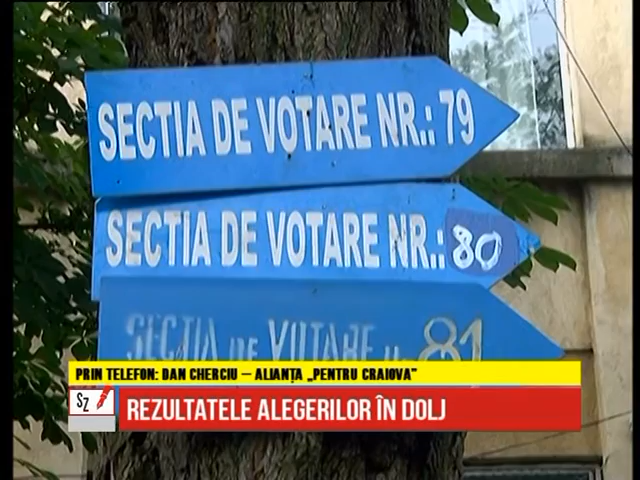 SECTIA DE VOTARE NR.: 79
SECTIA DE VOTARE NR.: 80
SECTIA DE VOTARE 81
PRIN TELEFON: DAN CHERCIU – ALIANȚA „PENTRU CRAIOVA"
SZ REZULTATELE ALEGERILOR ÎN DOLJ